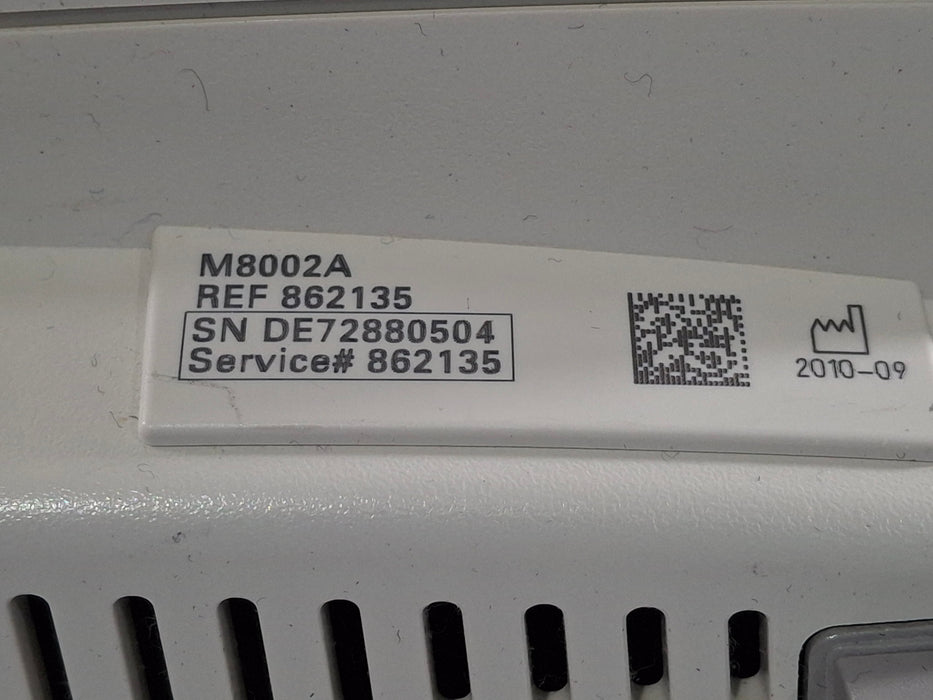 M8002A
REF 862135
SN DE72880504
Service# 862135
2010-09